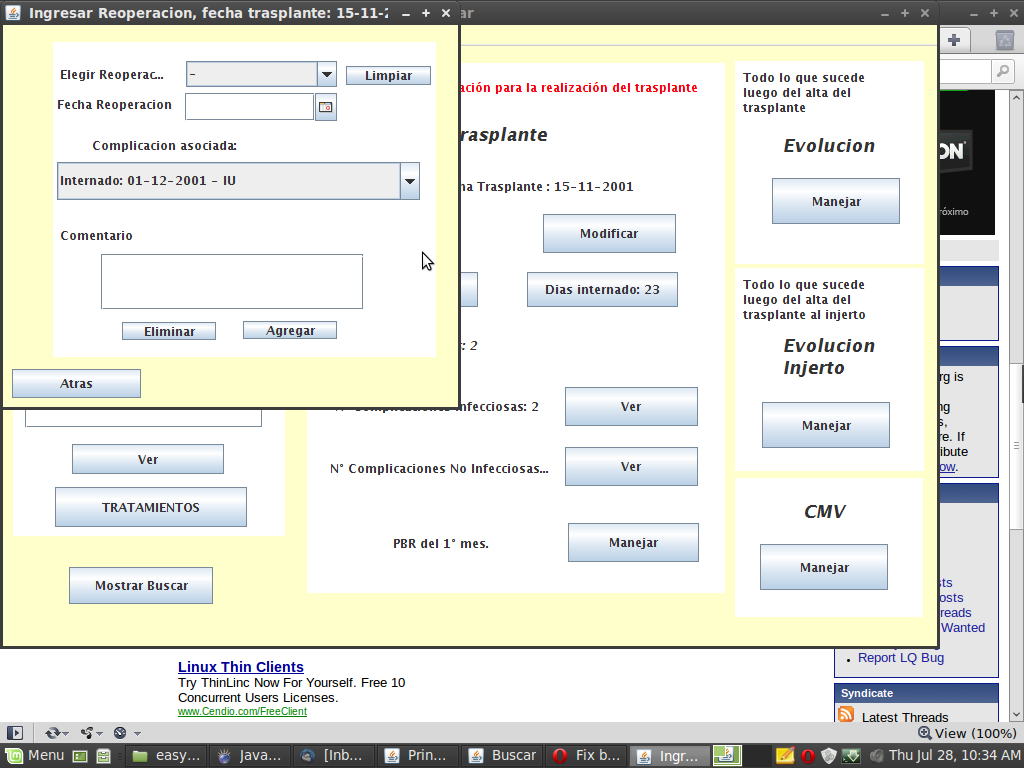 Ingresar Reoperacion, fecha trasplante: 15-11-2
ar
Elegir Reoperac...
-
Limpiar
Fecha Reoperacion
Complicacion asociada:
Internado: 01-12-2001 - IU
Comentario
Eliminar
Agregar
Atras
ación para la realización del trasplante
rasplante
ha Trasplante : 15-11-2001
Modificar
Dias internado: 23
s: 2
N° Complicaciones Infecciosas: 2
Ver
N° Complicaciones No Infecciosas...
Ver
PBR del 1° mes.
Manejar
Ver
TRATAMIENTOS
Mostrar Buscar
Todo lo que sucede
luego del alta del
trasplante
Evolucion
Manejar
Todo lo que sucede
luego del alta del
trasplante al injerto
Evolucion
Injerto
Manejar
CMV
Manejar
ON
róximo
rg is
ng
s,
re. If
ribute
ow.
sts
osts
reads
Wanted
Report LQ Bug
Syndicate
Latest Threads
Linux Thin Clients
Try ThinLinc Now For Yourself. Free 10
Concurrent Users Licenses.
www.Cendio.com/FreeClient
View (100%)
Menu
easy...
Java...
[Inb...
Prin...
Buscar
Fix b...
Ingr...
Thu Jul 28, 10:34 AM